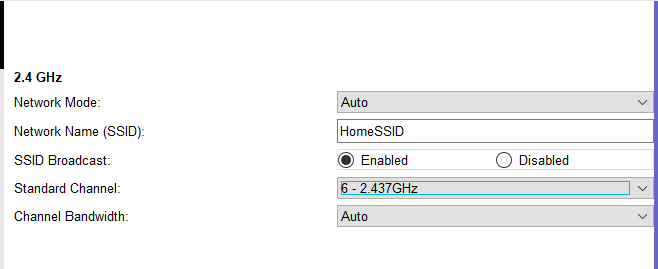 2.4 GHz
Network Mode: Auto
Network Name (SSID): HomeSSID
SSID Broadcast: Enabled Disabled
Standard Channel: 6 - 2.437GHz
Channel Bandwidth: Auto